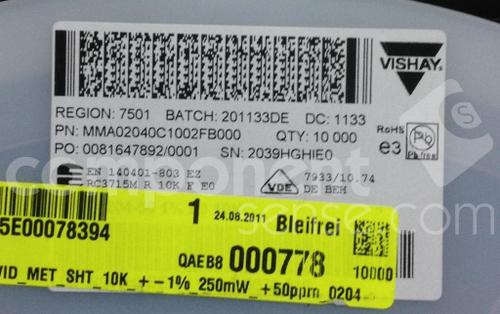 VISHAY
REGION: 7501 BATCH: 201133DE DC: 1133
PN: MMA02040C1002FB000 QTY: 10 000
PO: 0081647892/0001 SN: 2039HGHIE0
RoHS
e3
Pb
Pb free
EN 140401-803 EZ
RC3715M R 10K F E0
VDE
7933/10.74
DE BEH
5E00078394
1 24.08.2011 Bleifrei
QAEB8 000778 10000
VID_MET_SHT_10K_+-1%_250mW_+50ppm_0204
component
sense.com